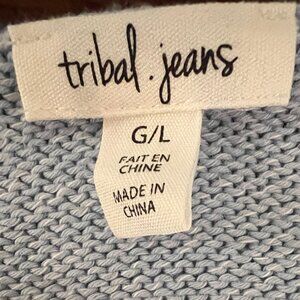 tribal.jeans
G/L
FAIT EN
CHINE
MADE IN
CHINA